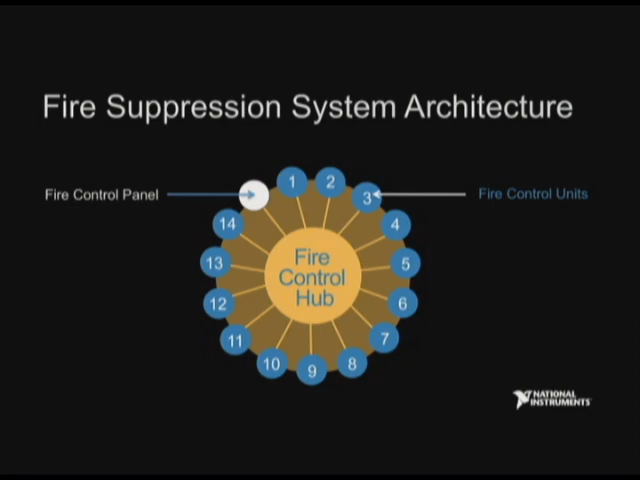 Fire Suppression System Architecture
Fire Control Panel
Fire Control Units
1
2
3
4
5
6
7
8
9
10
11
12
13
14
Fire
Control
Hub
NATIONAL
INSTRUMENTS